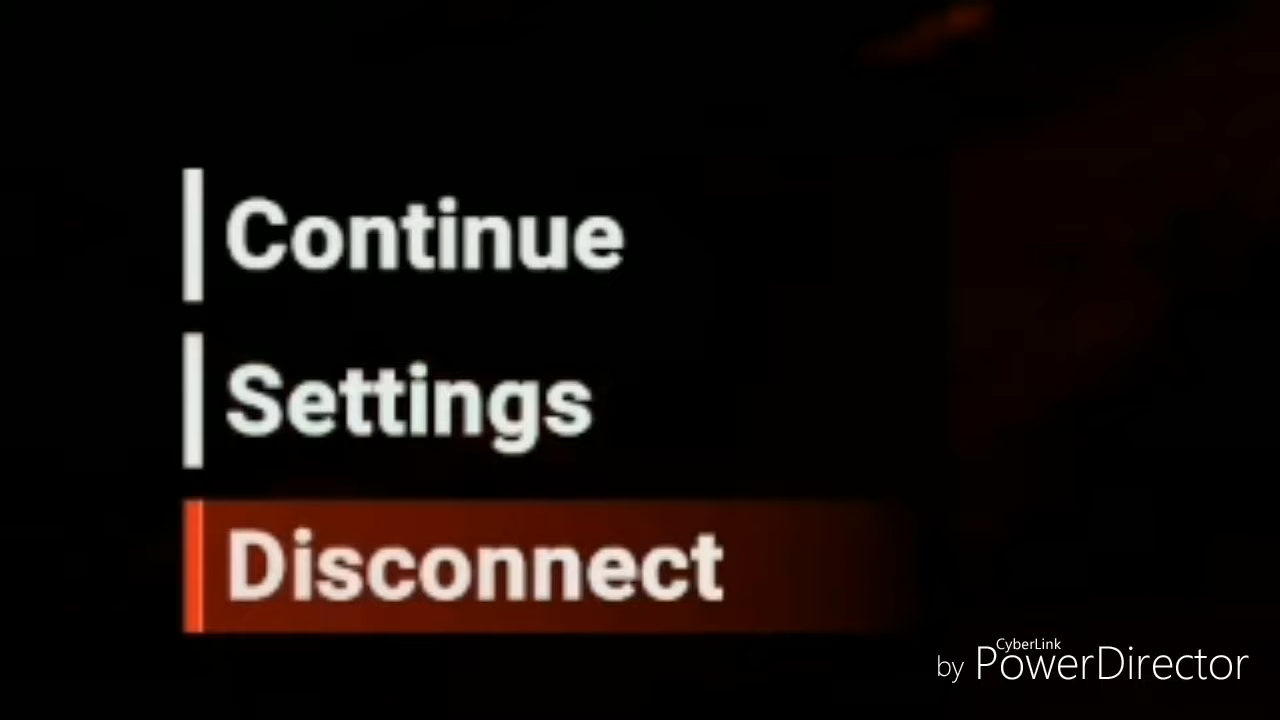 Continue
Settings
Disconnect
CyberLink
by PowerDirector